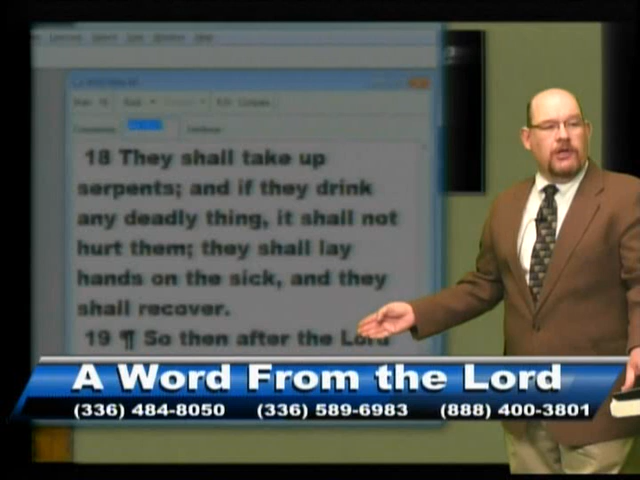 18 They shall take up
serpents; and if they drink
any deadly thing, it shall not
hurt them; they shall lay
hands on the sick, and they
shall recover.
19 ¶ So then after the Lord
A Word From the Lord
(336) 484-8050 (336) 589-6983 (888) 400-3801